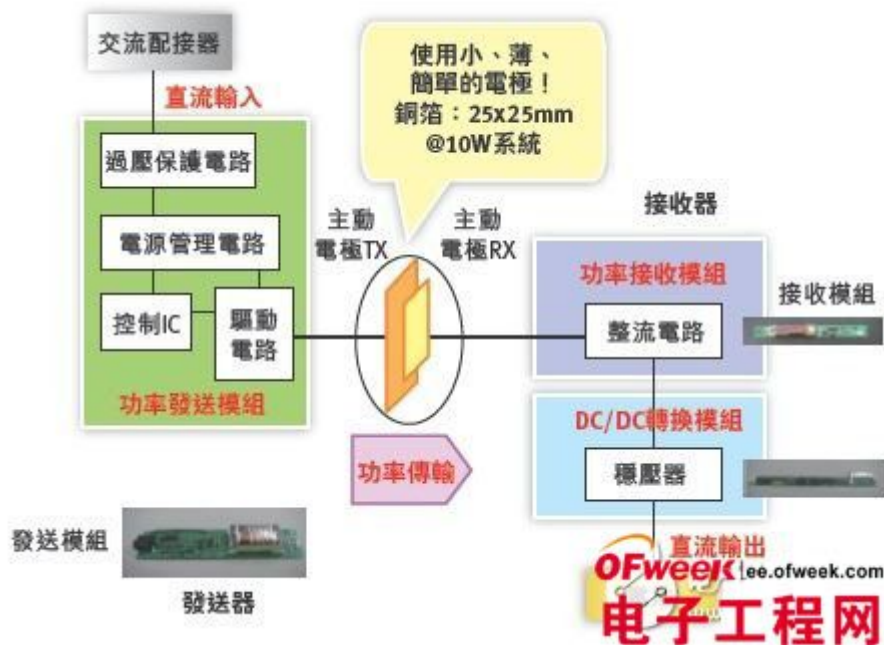 交流配接器
直流輸入
過壓保護電路
電源管理電路
控制IC
驅動
電路
功率發送模組
使用小、薄、
簡單的電極！
銅箔：25x25mm
@10W系統
主動
電極TX
主動
電極RX
功率傳輸
接收器
功率接收模組
整流電路
接收模組
DC/DC轉換模組
穩壓器
直流輸出
發送模組
發送器
OFweek
ee.ofweek.com
电子工程网